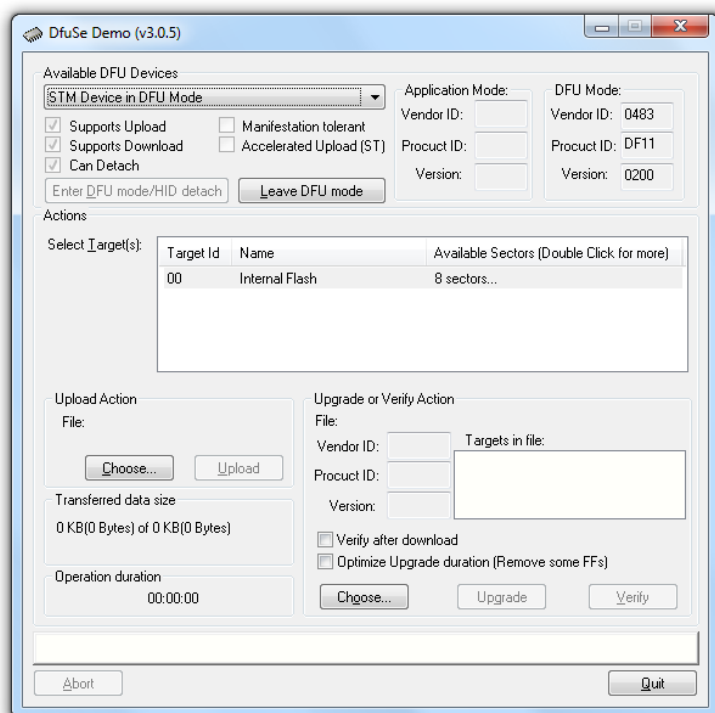 DfuSe Demo (v3.0.5)
Available DFU Devices
STM Device in DFU Mode
Supports Upload
Manifestation tolerant
Supports Download
Accelerated Upload (ST)
Can Detach
Enter DFU mode/HID detach
Leave DFU mode
Application Mode:
Vendor ID:
Procuct ID:
Version:
DFU Mode:
Vendor ID: 0483
Procuct ID: DF11
Version: 0200
Actions
Select Target(s):
Target Id Name Available Sectors (Double Click for more)
00 Internal Flash 8 sectors...
Upload Action
File:
Choose... Upload
Transferred data size
0 KB(0 Bytes) of 0 KB(0 Bytes)
Operation duration
00:00:00
Upgrade or Verify Action
File:
Vendor ID:
Procuct ID:
Version:
Targets in file:
Verify after download
Optimize Upgrade duration (Remove some FFs)
Choose... Upgrade Verify
Abort Quit